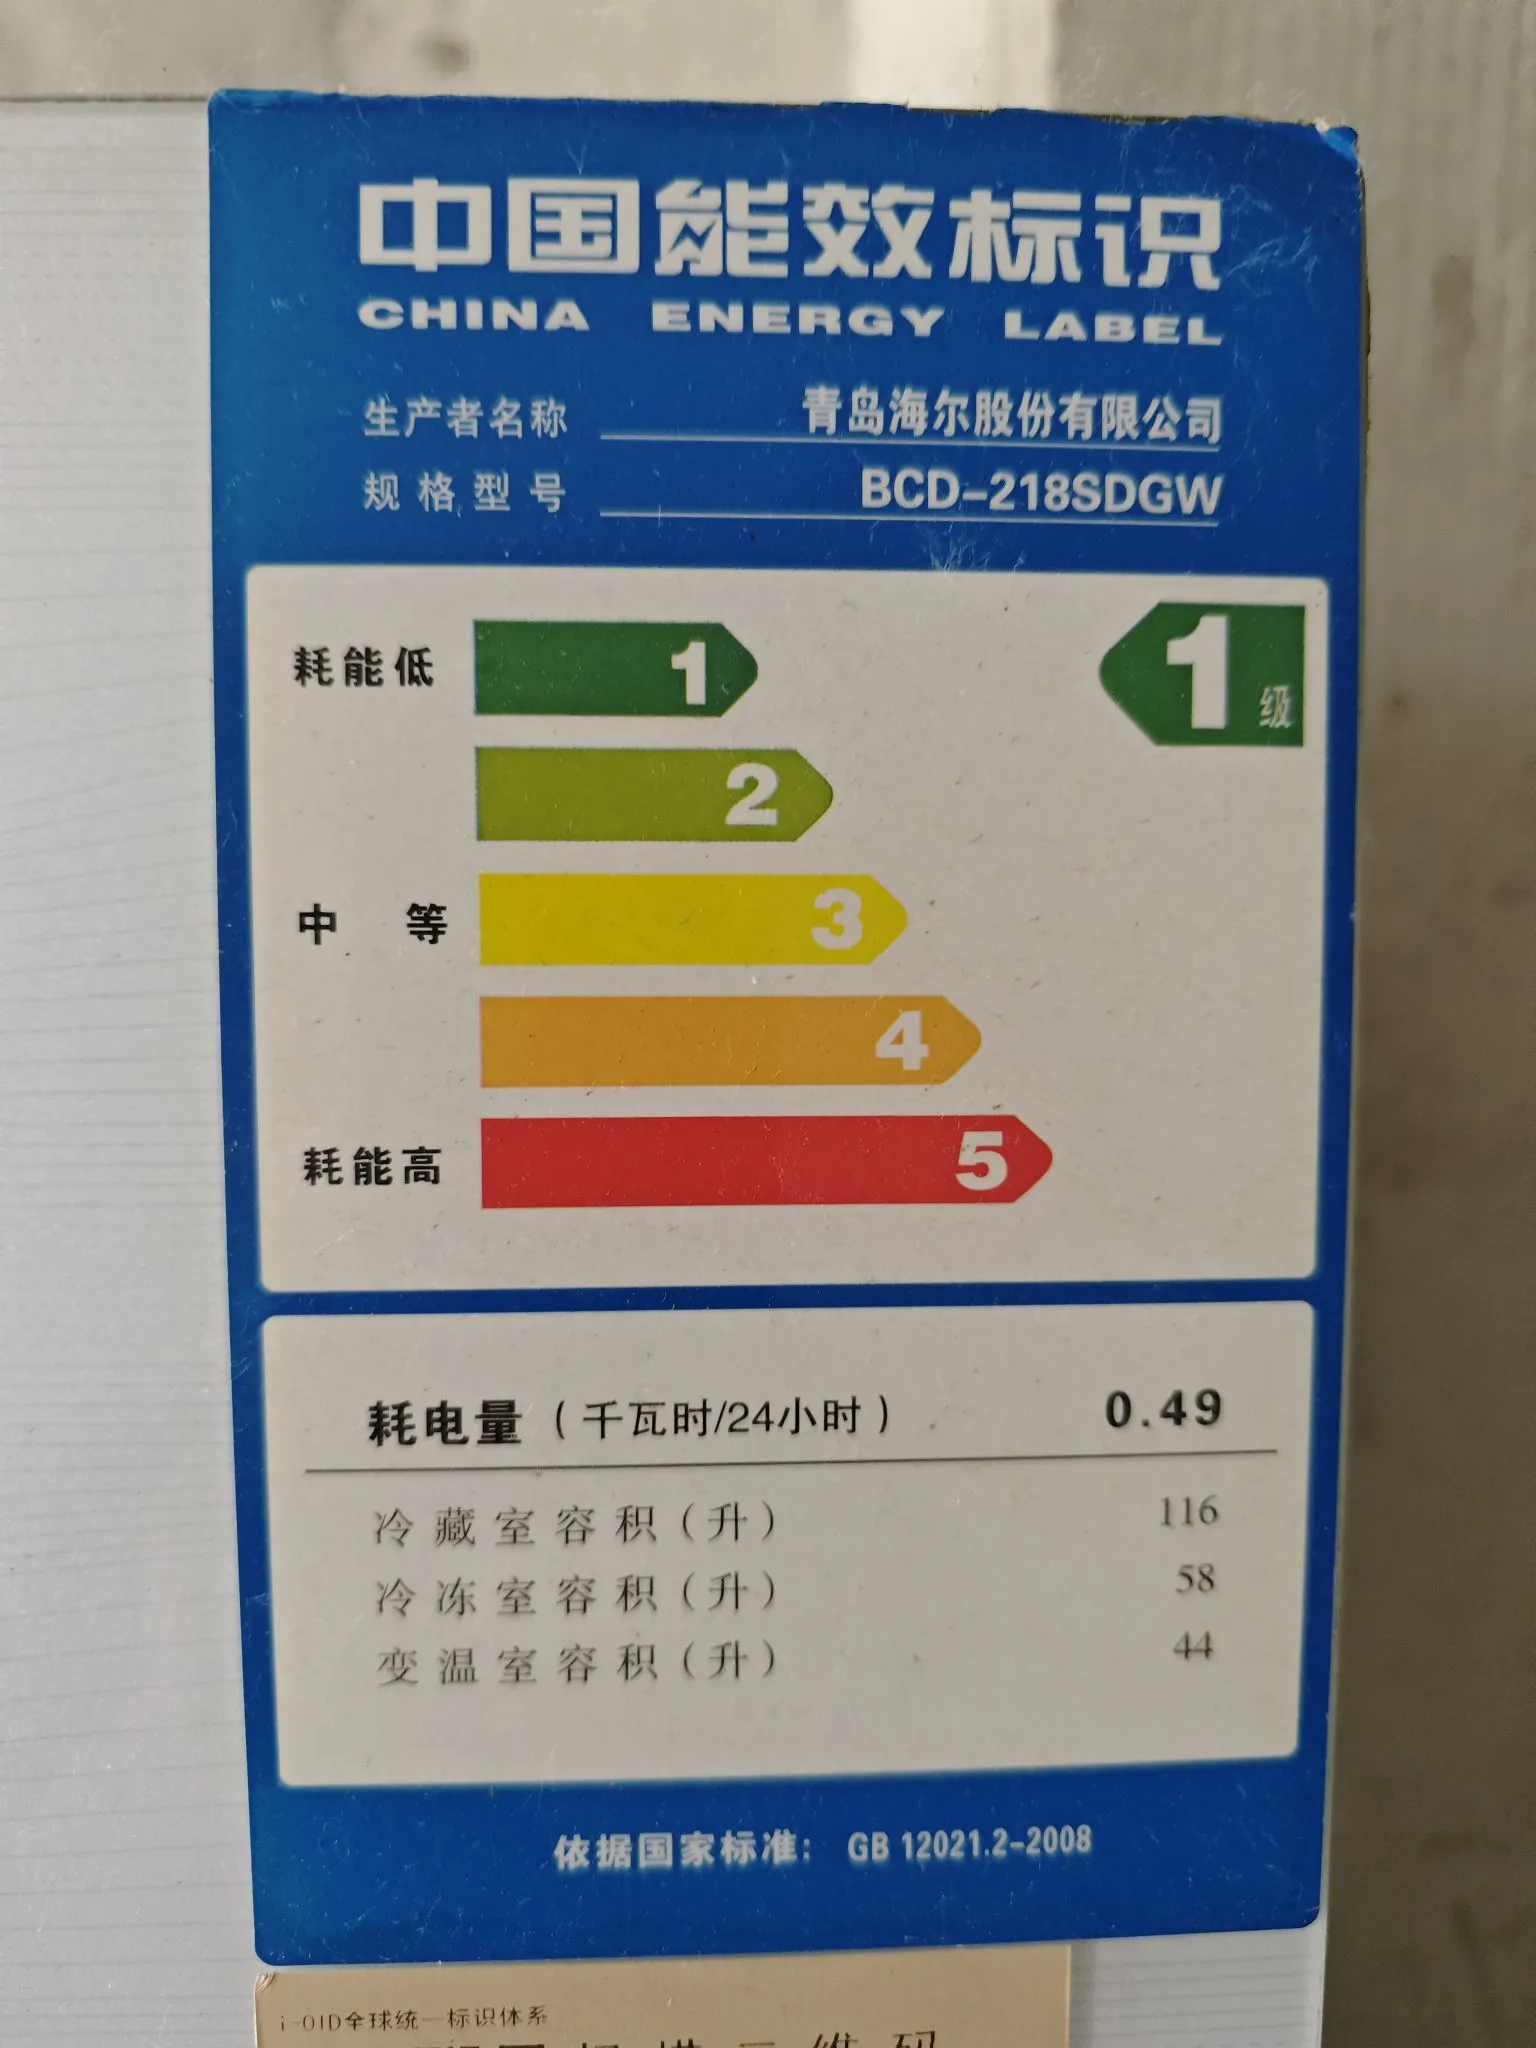 中国能效标识
CHINA ENERGY LABEL
生产者名称 青岛海尔股份有限公司
规格型号 BCD-218SDGW
耗能低 1 1级
2
中等 3
4
耗能高 5
耗电量（千瓦时/24小时） 0.49
冷藏室容积（升） 116
冷冻室容积（升） 58
变温室容积（升） 44
依据国家标准： GB 12021.2-2008
i-OID全球统一标识体系